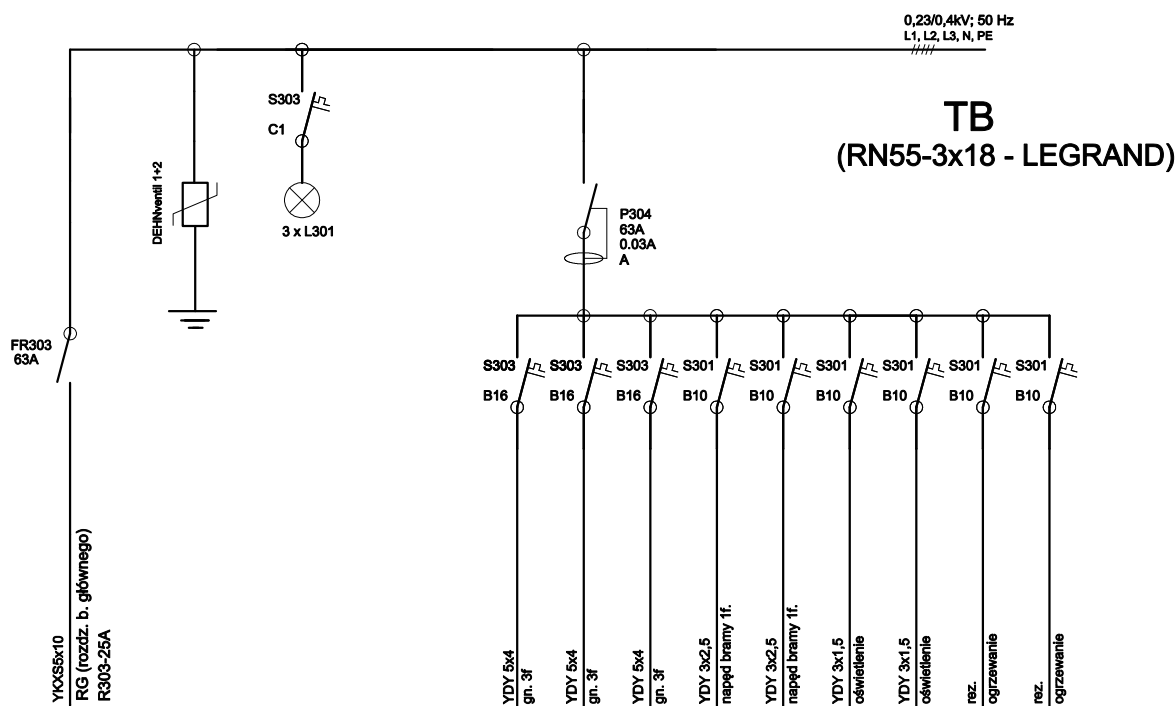 0,23/0,4kV; 50 Hz
L1, L2, L3, N, PE
TB
(RN55-3x18 - LEGRAND)
S303
C1
3 x L301
DEHNventil 1+2
P304
63A
0.03A
A
FR303
63A
S303
B16
S303
B16
S303
B16
S301
B10
S301
B10
S301
B10
S301
B10
S301
B10
S301
B10
YKXS5x10
RG (rozdz. b. głównego)
R303-25A
YDY 5x4
gn. 3f
YDY 5x4
gn. 3f
YDY 5x4
gn. 3f
YDY 3x2,5
napęd bramy 1f.
YDY 3x2,5
napęd bramy 1f.
YDY 3x1,5
oświetlenie
YDY 3x1,5
oświetlenie
rez.
ogrzewanie
rez.
ogrzewanie